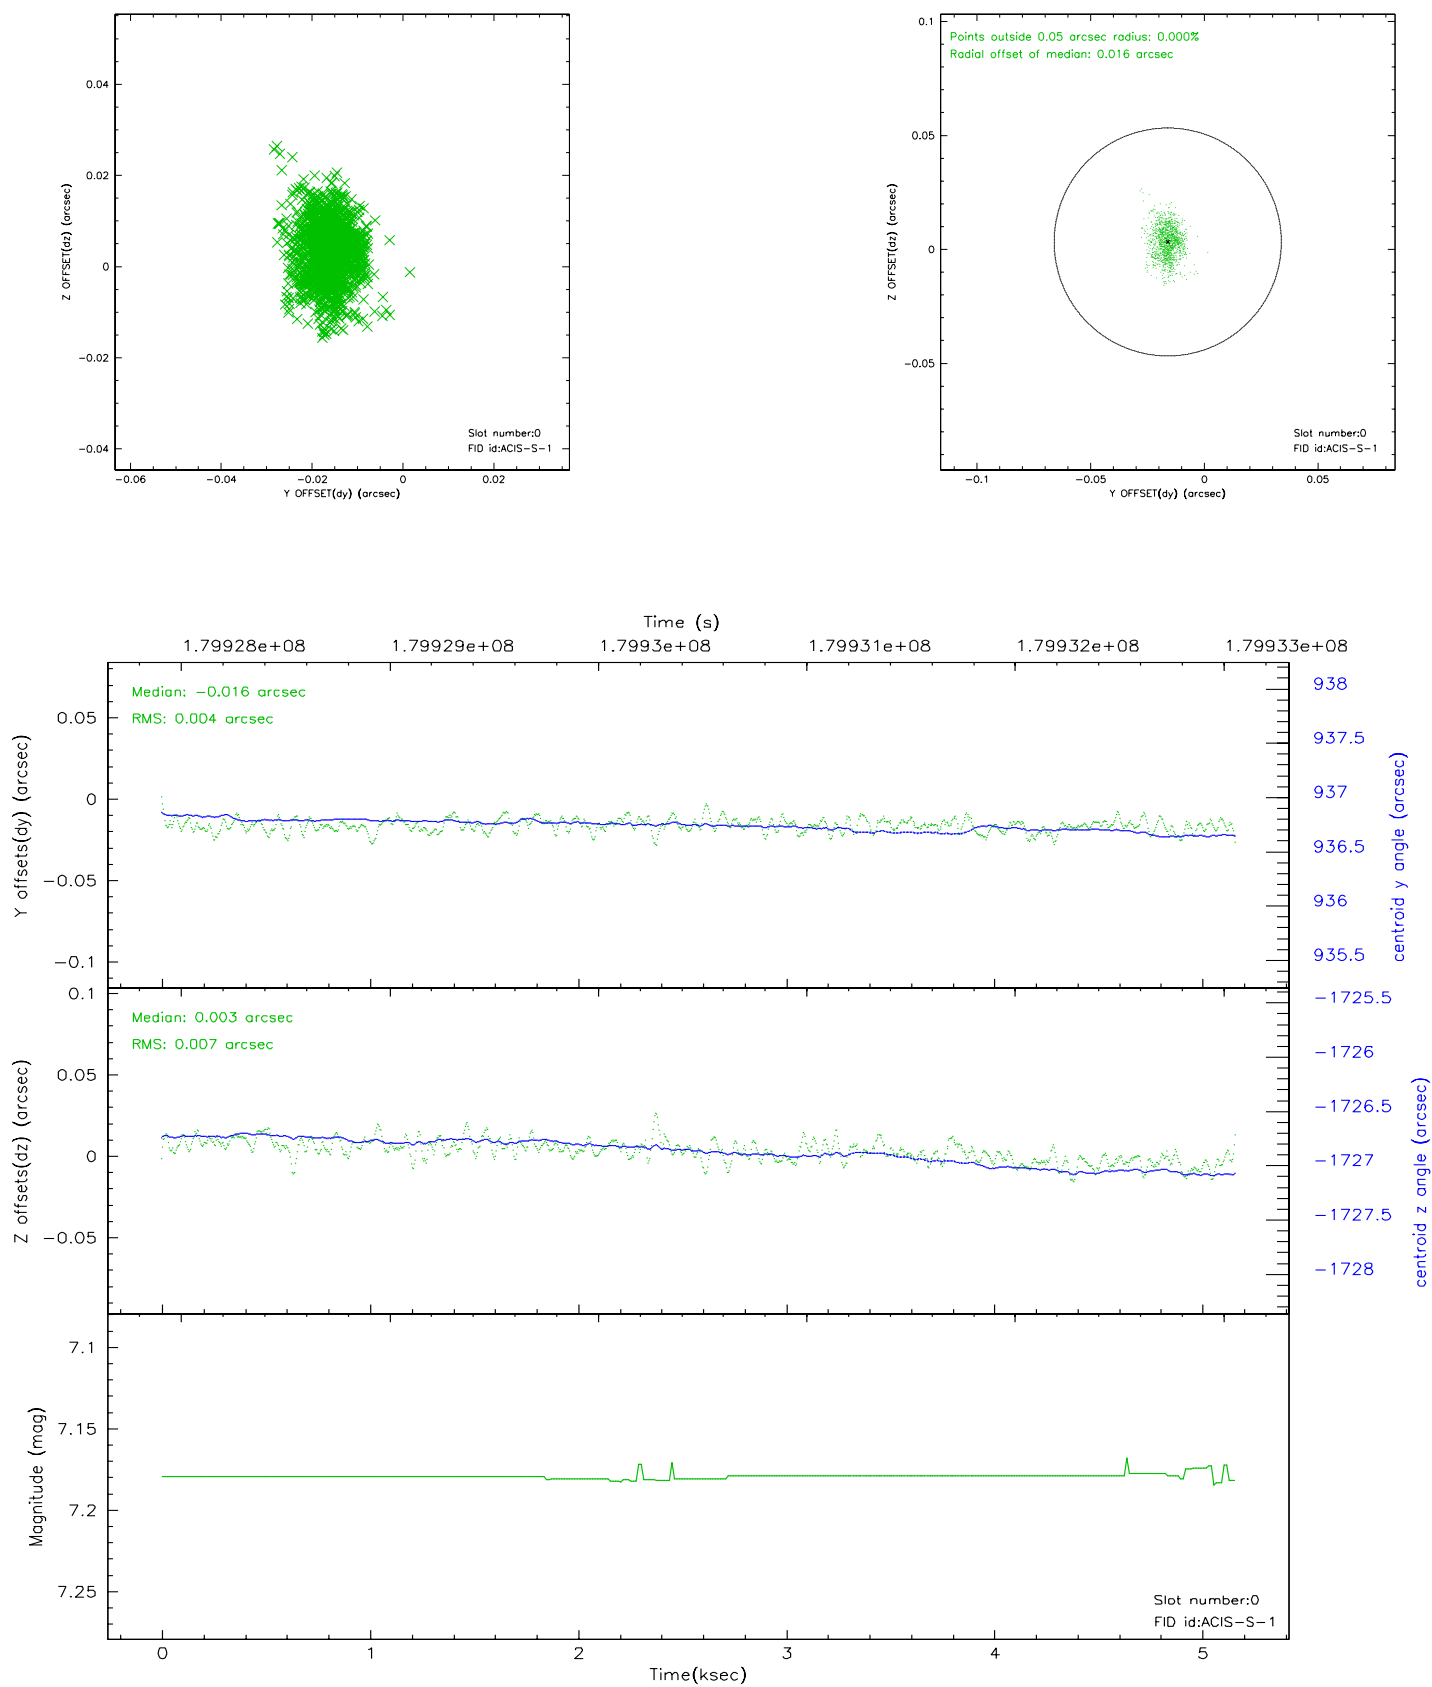 0.04
0.02
0
−0.02
−0.04
Z OFFSET(dz) (arcsec)
Slot number:0
FID id:ACIS−S−1
−0.06 −0.04 −0.02 0 0.02
Y OFFSET(dy) (arcsec)
0.1
Points outside 0.05 arcsec radius: 0.000%
Radial offset of median: 0.016 arcsec
0.05
0
−0.05
Z OFFSET(dz) (arcsec)
Slot number:0
FID id:ACIS−S−1
−0.1 −0.05 0 0.05
Y OFFSET(dy) (arcsec)
Time (s)
1.79928e+08 1.79929e+08 1.7993e+08 1.79931e+08 1.79932e+08 1.79933e+08
Median: −0.016 arcsec
RMS: 0.004 arcsec
0.05
0
−0.05
−0.1
Y offsets(dy) (arcsec)
938
937.5
937
936.5
936
935.5
centroid y angle (arcsec)
0.1
Median: 0.003 arcsec
RMS: 0.007 arcsec
0.05
0
−0.05
Z offsets(dz) (arcsec)
−1725.5
−1726
−1726.5
−1727
−1727.5
−1728
centroid z angle (arcsec)
7.1
7.15
7.2
7.25
Magnitude (mag)
Slot number:0
FID id:ACIS−S−1
0 1 2 3 4 5
Time(ksec)